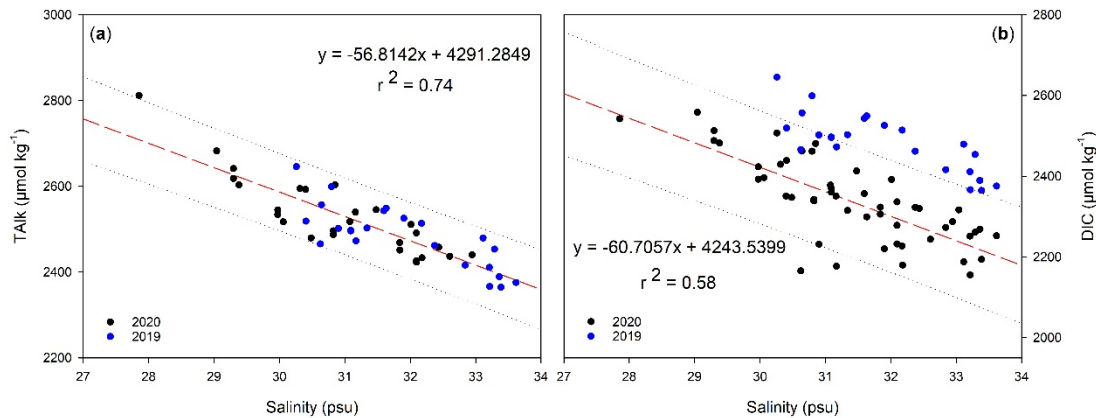 3000
2800
2600
2400
2200
TAlk (µmol kg-1)
(a)
y = -56.8142x + 4291.2849
r 2 = 0.74
2020
2019
27 28 29 30 31 32 33 34
Salinity (psu)
(b)
y = -60.7057x + 4243.5399
r 2 = 0.58
2020
2019
27 28 29 30 31 32 33 34
Salinity (psu)
2800
2600
2400
2200
2000
DIC (µmol kg-1)